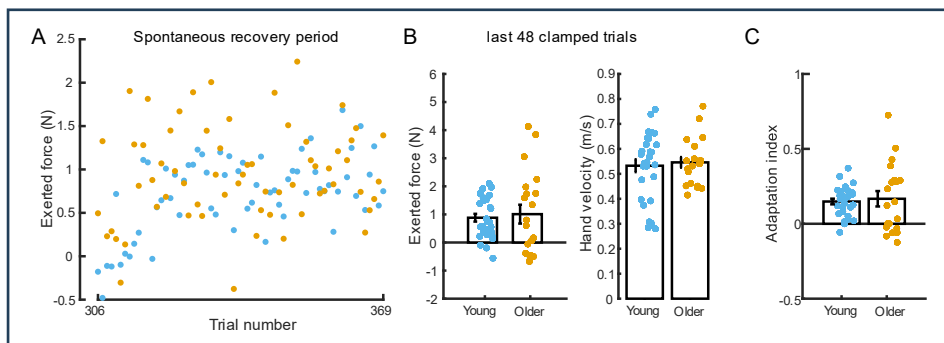 A
Spontaneous recovery period
2.5
2
1.5
1
0.5
0
-0.5
Exerted force (N)
306
369
Trial number
B
last 48 clamped trials
6
5
4
3
2
1
0
-1
-2
Exerted force (N)
Young
Older
0.9
0.8
0.7
0.6
0.5
0.4
0.3
0.2
0.1
0
Hand velocity (m/s)
Young
Older
C
1
0.5
0
-0.5
Adaptation index
Young
Older